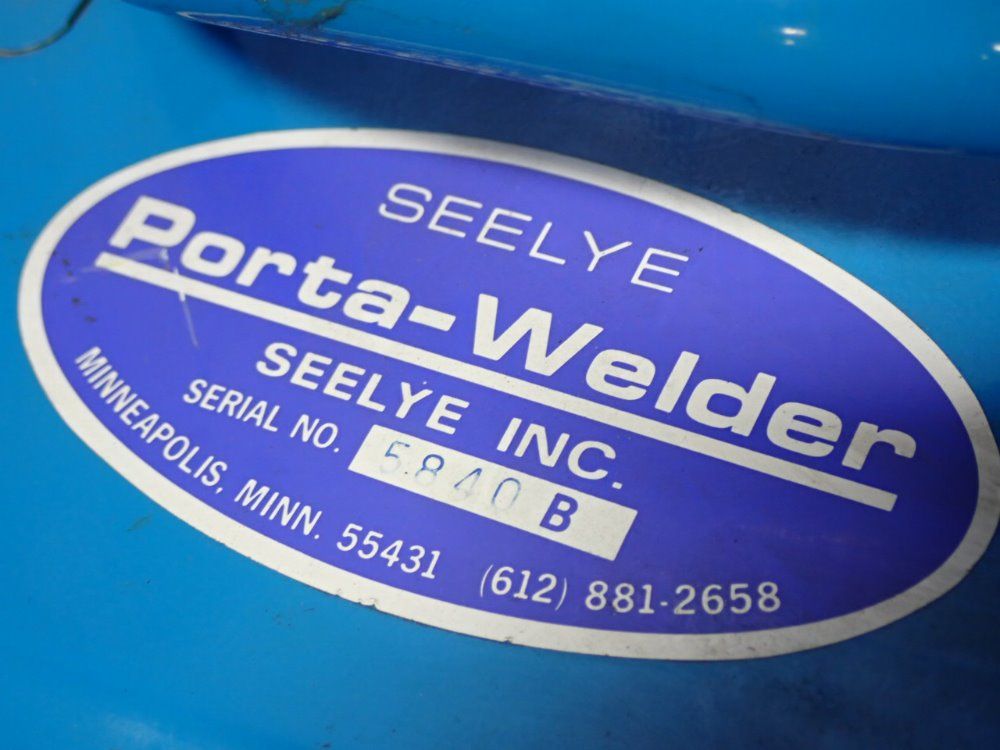 SEELYE
Porta-Welder
SEELYE INC.
SERIAL NO. 5840 B
MINNEAPOLIS, MINN. 55431 (612) 881-2658